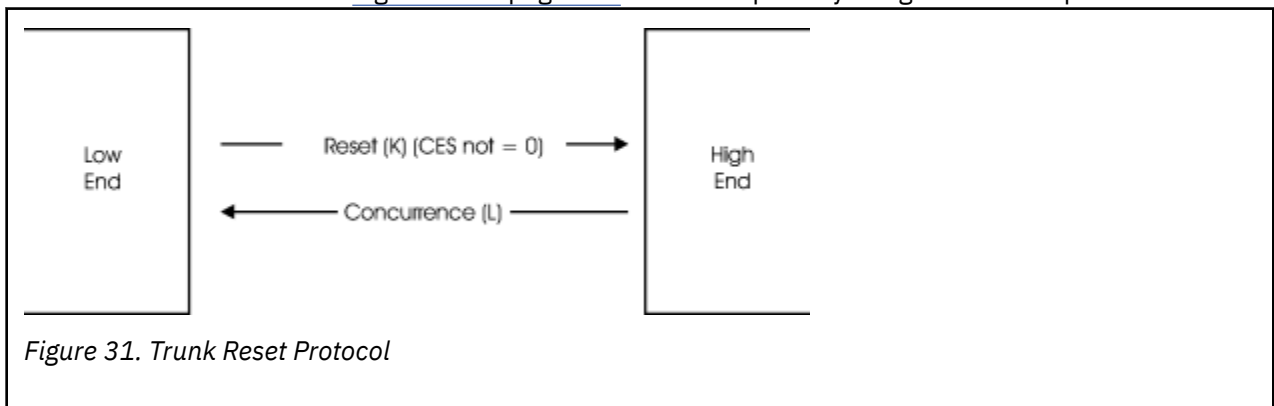 Low
End
Reset (K) (CES not = 0)
Concurrence (L)
High
End
Figure 31. Trunk Reset Protocol